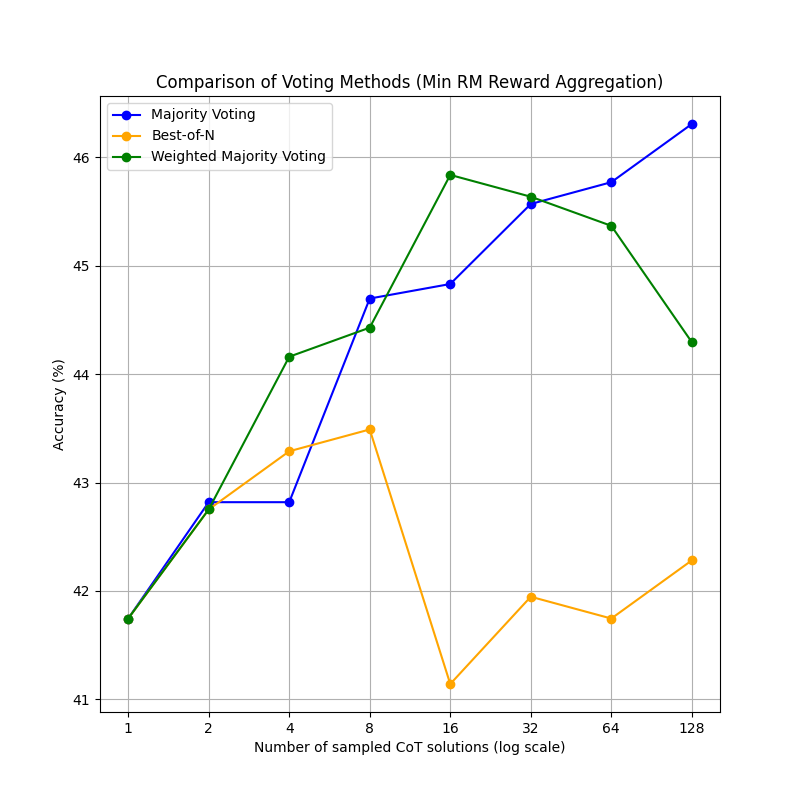 Comparison of Voting Methods (Min RM Reward Aggregation)
Majority Voting
Best-of-N
Weighted Majority Voting
Accuracy (%)
46
45
44
43
42
41
1 2 4 8 16 32 64 128
Number of sampled CoT solutions (log scale)